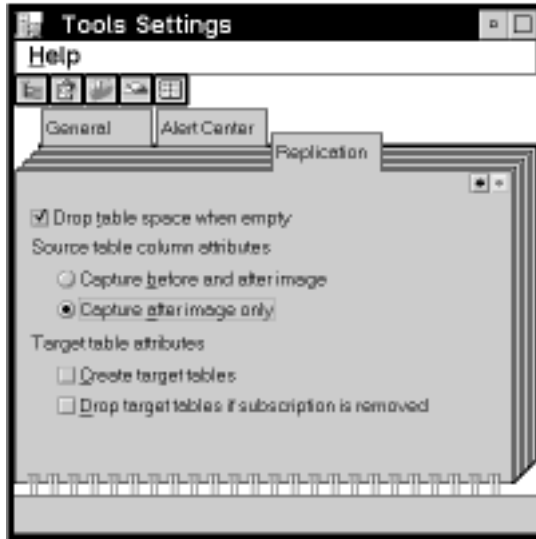 Tools Settings
Help
General
Alert Center
Replication
Drop table space when empty
Source table column attributes
Capture before and after image
Capture after image only
Target table attributes
Create target tables
Drop target tables if subscription is removed